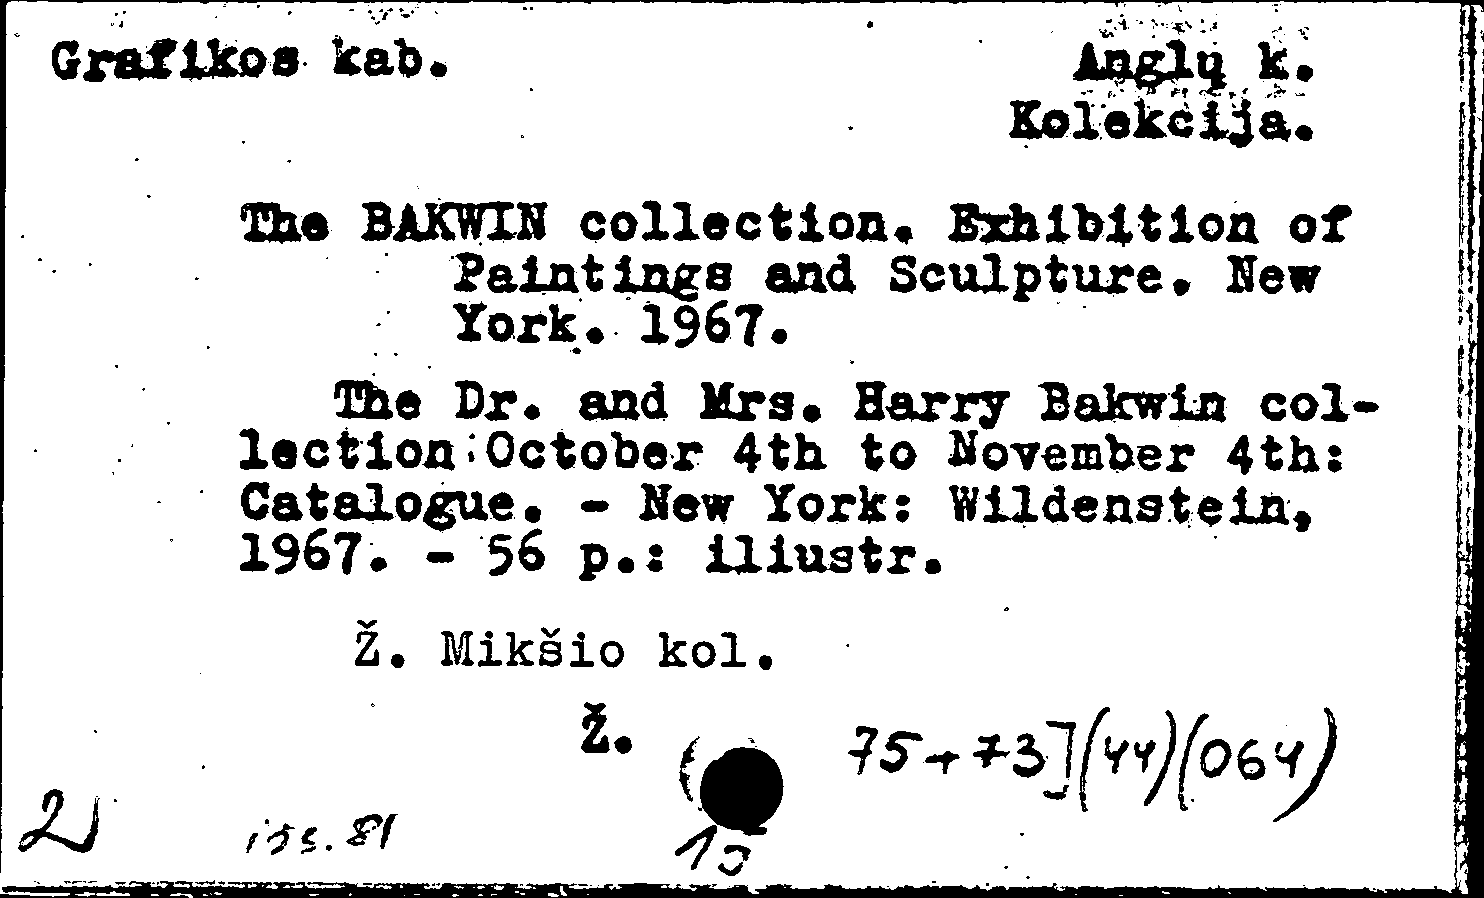 Grafikos kab. Anglų k.
Kolekcija.
The BAKWIN collection. Exhibition of
Paintings and Sculpture. New
York. 1967.
The Dr. and Mrs. Harry Bakwin col-
lection October 4th to November 4th:
Catalogue. - New York: Wildenstein,
1967. - 56 p.: iliustr.
Ž. Mikšio kol.
Ž.
75+73](44)(064)
2 81
15